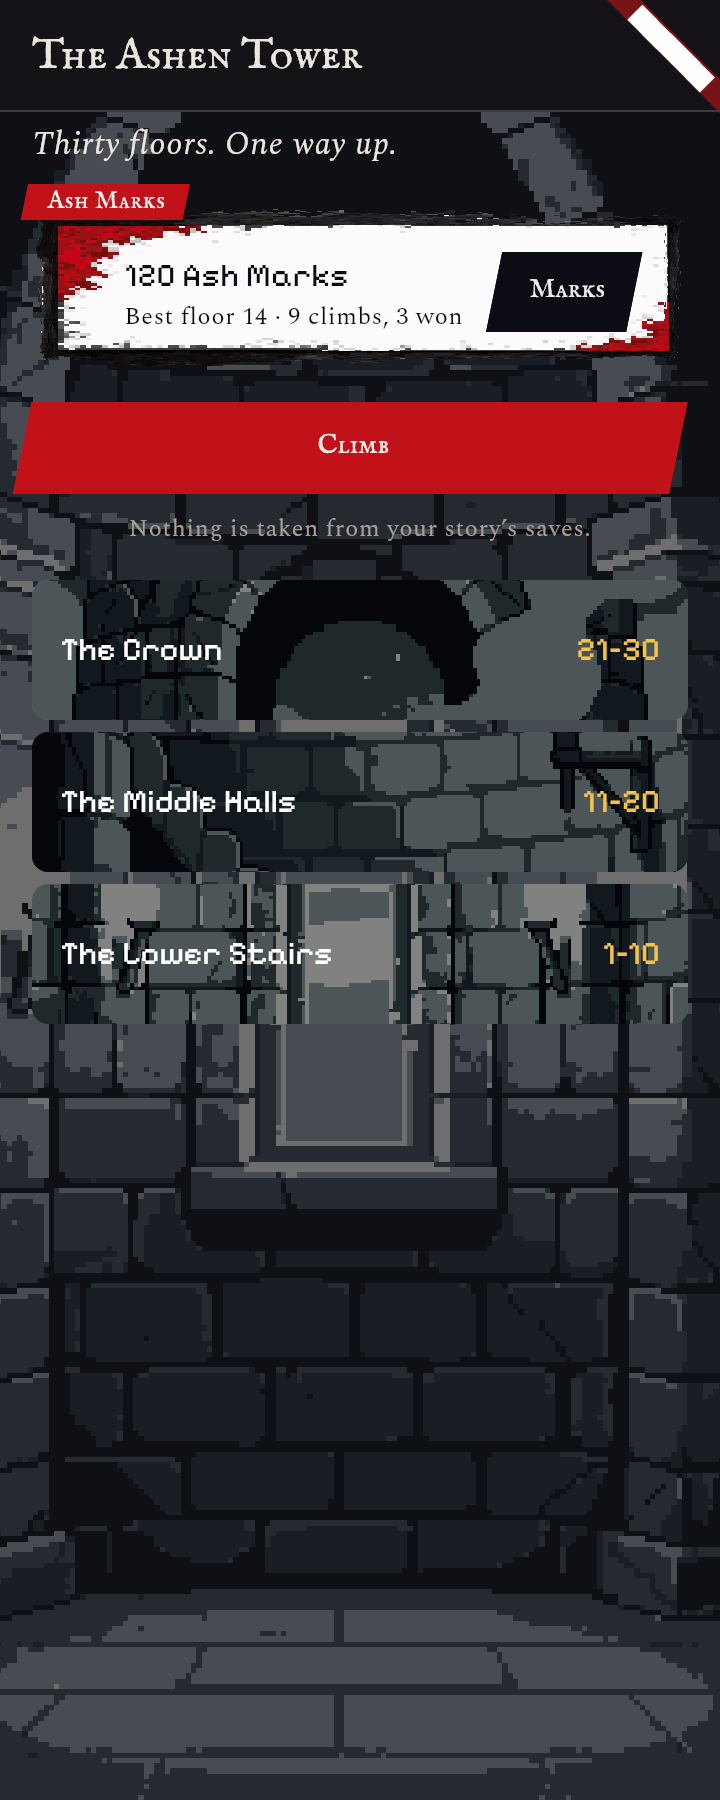 The Ashen Tower
Thirty floors. One way up.
Ash Marks
120 Ash Marks
Best floor 14 · 9 climbs, 3 won
Marks
Climb
Nothing is taken from your story's saves.
The Crown
21-30
The Middle Halls
11-20
The Lower Stairs
1-10